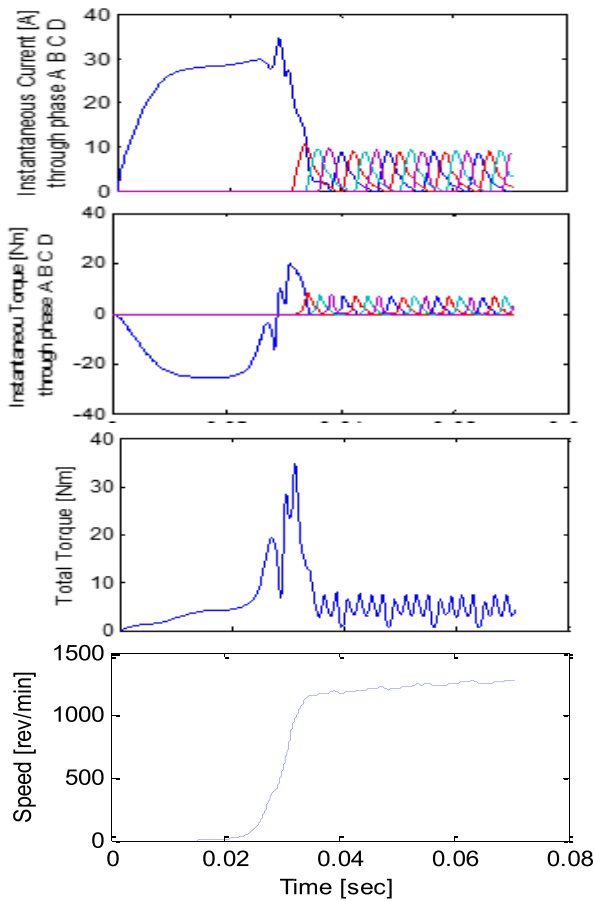 Instantaneous Current [A]
through phase A B C D
40
30
20
10
0
Instantaneou Torque [Nm]
through phase A B C D
40
20
0
-20
-40
Total Torque [Nm]
40
30
20
10
0
Speed [rev/min]
1500
1000
500
0
0 0.02 0.04 0.06 0.08
Time [sec]